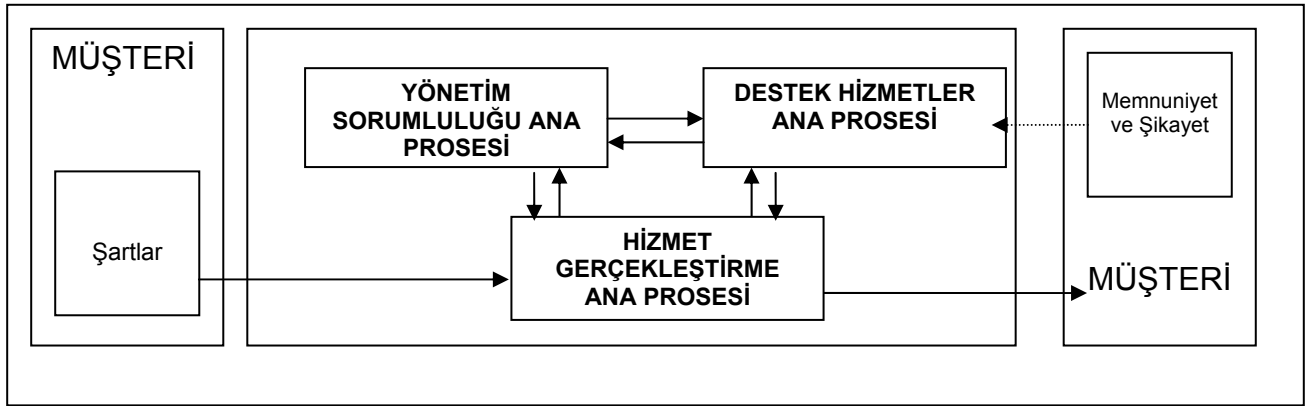 MÜŞTERİ
Şartlar
YÖNETİM
SORUMLULUĞU ANA
PROSESİ
DESTEK HİZMETLER
ANA PROSESİ
HİZMET
GERÇEKLEŞTİRME
ANA PROSESİ
Memnuniyet
ve Şikayet
MÜŞTERİ